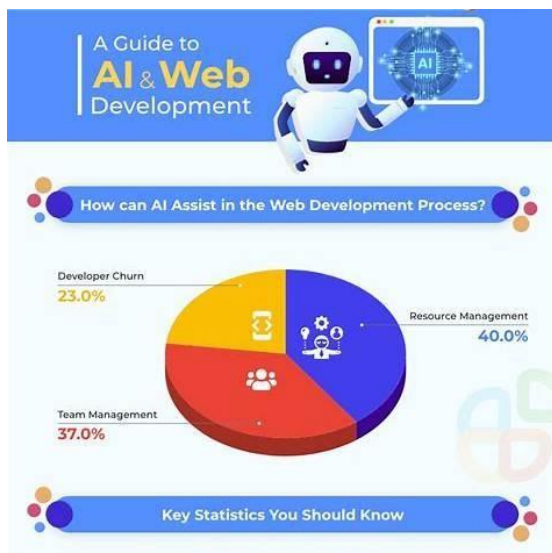 A Guide to
AI & Web
Development
AI
How can AI Assist in the Web Development Process?
Developer Churn
23.0%
Resource Management
40.0%
Team Management
37.0%
Key Statistics You Should Know